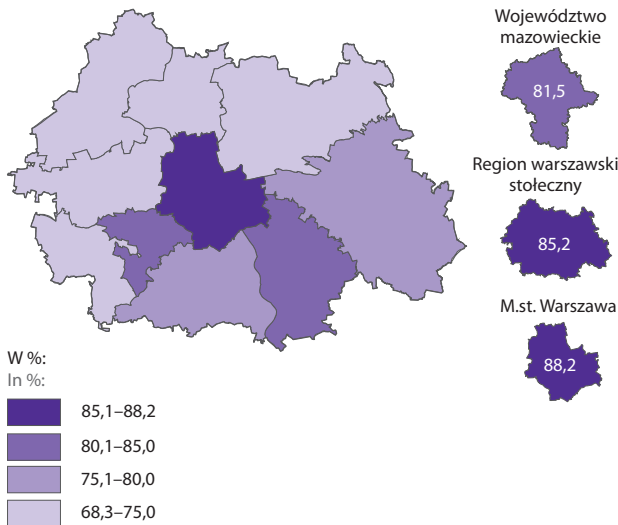 Województwo
mazowieckie
81,5
Region warszawski
stołeczny
85,2
M.st. Warszawa
88,2
W %:
In %:
85,1–88,2
80,1–85,0
75,1–80,0
68,3–75,0